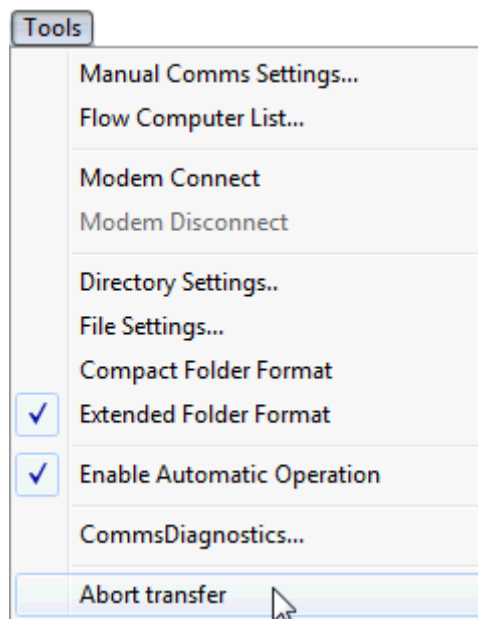 Tools
Manual Comms Settings...
Flow Computer List...
Modem Connect
Modem Disconnect
Directory Settings..
File Settings...
Compact Folder Format
Extended Folder Format
Enable Automatic Operation
CommsDiagnostics...
Abort transfer